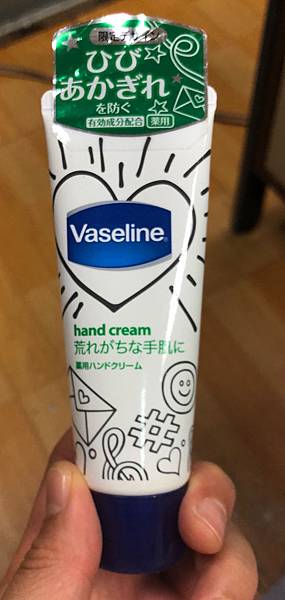 限定デザイン
ひび
あかぎれ
を防ぐ
有効成分配合 薬用
Vaseline®
hand cream
荒れがちな手肌に
薬用ハンドクリーム